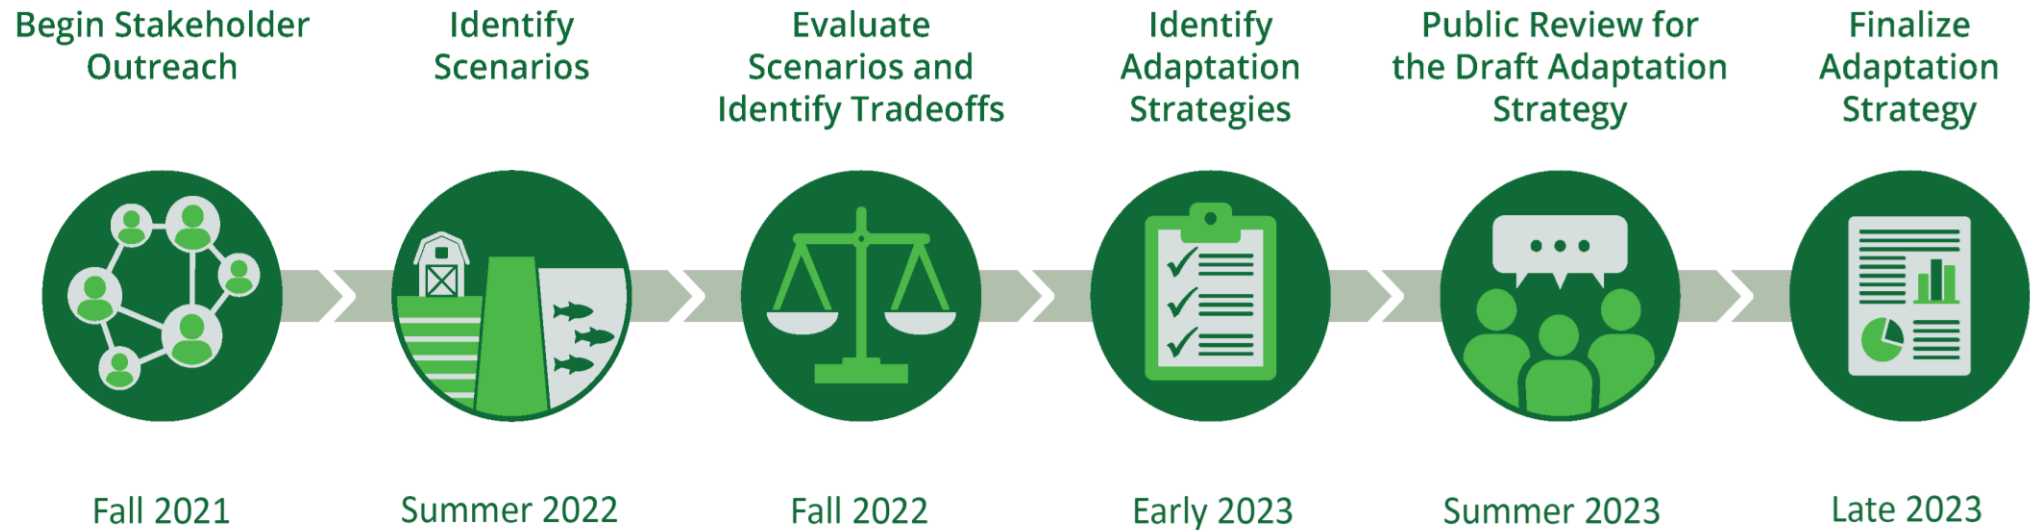 Begin Stakeholder
Outreach
Identify
Scenarios
Evaluate
Scenarios and
Identify Tradeoffs
Identify
Adaptation
Strategies
Public Review for
the Draft Adaptation
Strategy
Finalize
Adaptation
Strategy
Fall 2021
Summer 2022
Fall 2022
Early 2023
Summer 2023
Late 2023